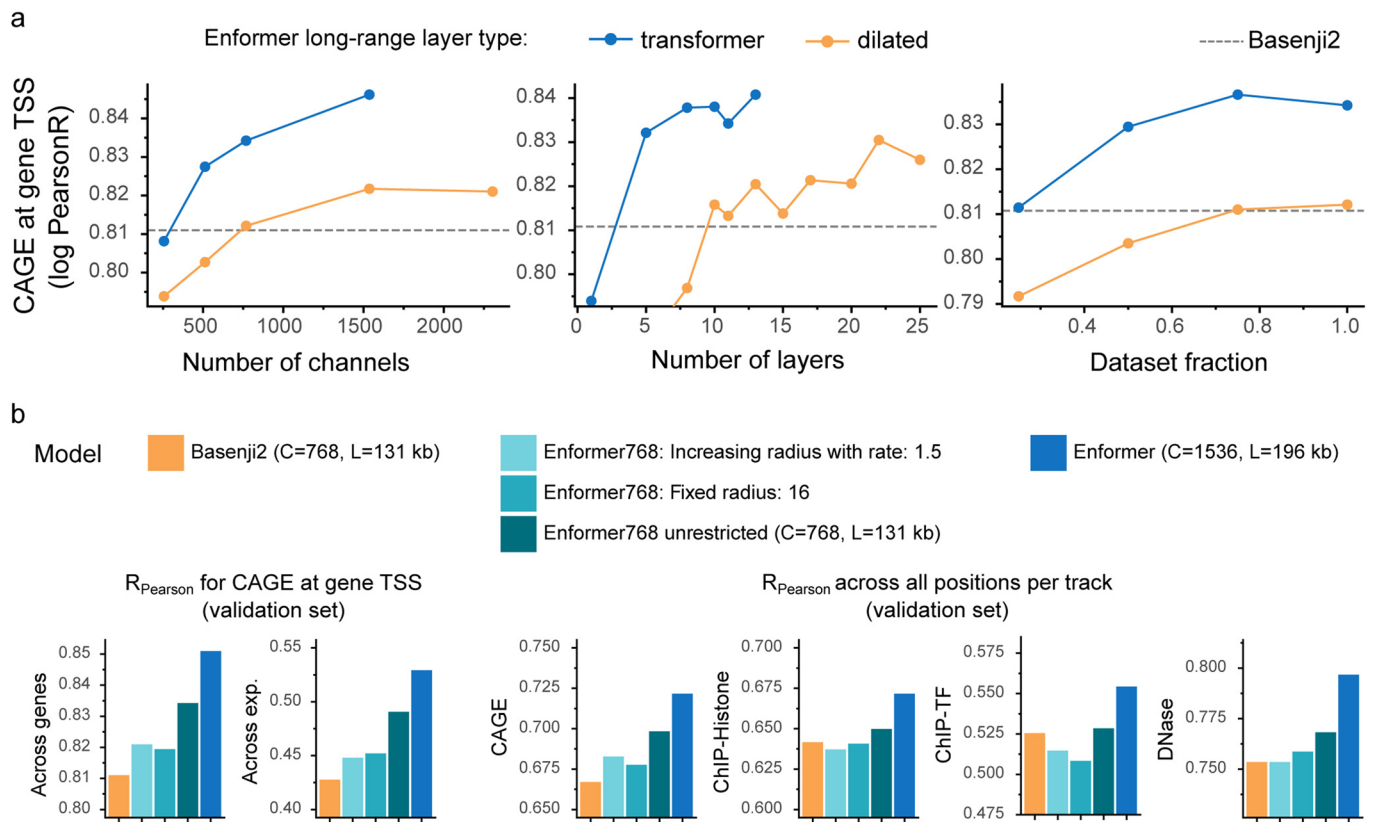 a
Enformer long-range layer type: transformer dilated Basenji2
CAGE at gene TSS
(log PearsonR)
0.84
0.83
0.82
0.81
0.80
500 1000 1500 2000
Number of channels
0.84
0.83
0.82
0.81
0.80
0 5 10 15 20 25
Number of layers
0.83
0.82
0.81
0.80
0.79
0.4 0.6 0.8 1.0
Dataset fraction
b
Model
Basenji2 (C=768, L=131 kb)
Enformer768: Increasing radius with rate: 1.5
Enformer768: Fixed radius: 16
Enformer768 unrestricted (C=768, L=131 kb)
Enformer (C=1536, L=196 kb)
RPearson for CAGE at gene TSS
(validation set)
RPearson across all positions per track
(validation set)
Across genes
0.85
0.84
0.83
0.82
0.81
0.80
Across exp.
0.55
0.50
0.45
0.40
CAGE
0.750
0.725
0.700
0.675
0.650
ChIP-Histone
0.700
0.675
0.650
0.625
0.600
ChIP-TF
0.575
0.550
0.525
0.500
0.475
DNase
0.800
0.775
0.750